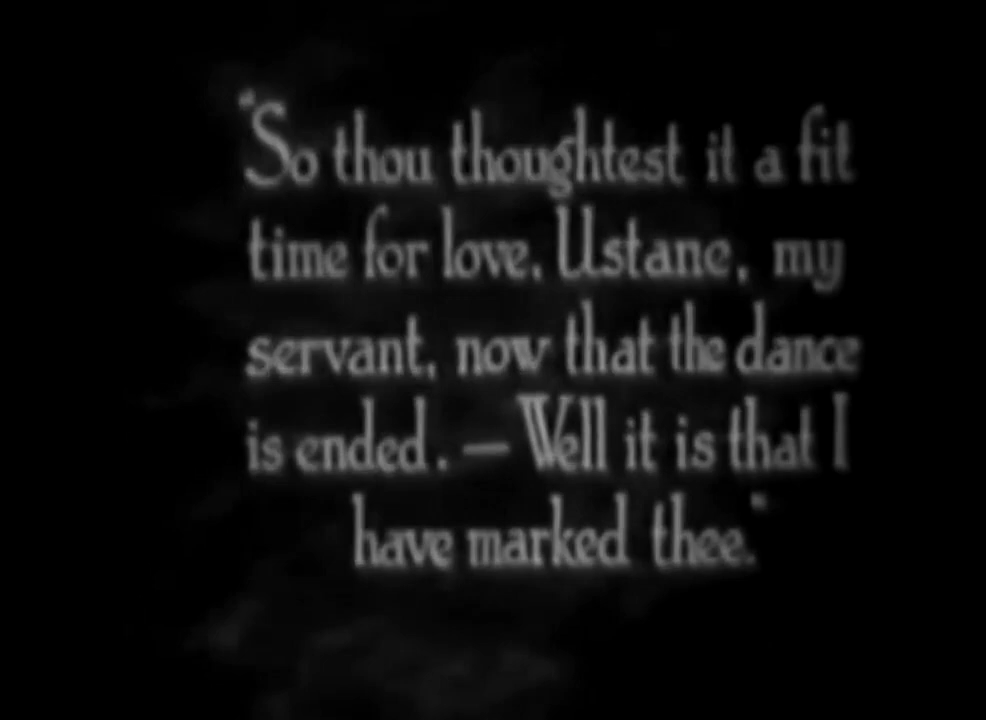 "So thou thoughtest it a fit
time for love, Ustane, my
servant, now that the dance
is ended. — Well it is that I
have marked thee."